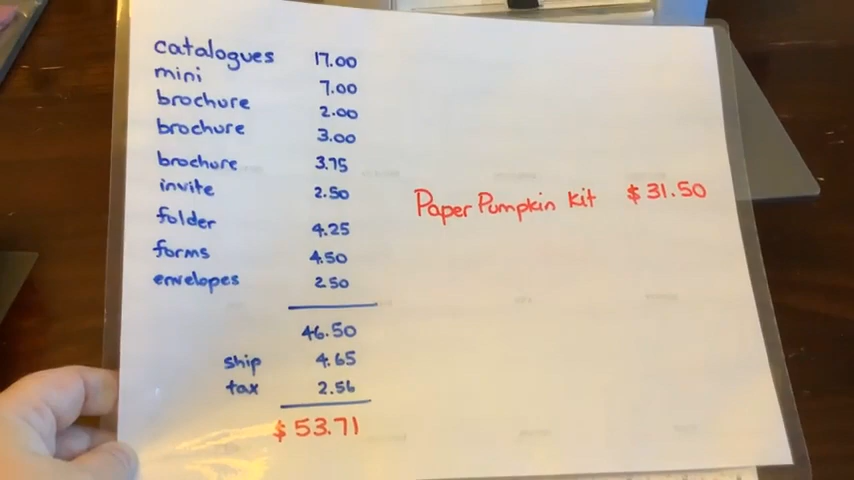 catalogues 17.00
mini 7.00
brochure 2.00
brochure 3.00
brochure 3.75
invite 2.50
folder 4.25
forms 4.50
envelopes 2.50
46.50
ship 4.65
tax 2.56
$53.71
Paper Pumpkin kit $31.50